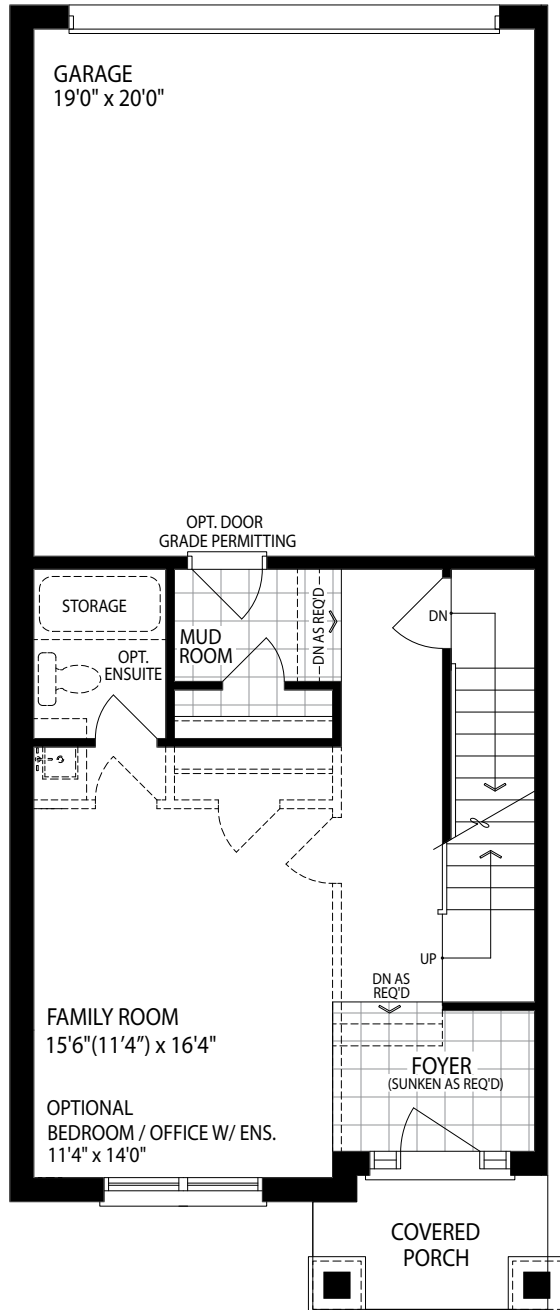 GARAGE
19'0" x 20'0"
OPT. DOOR
GRADE PERMITTING
STORAGE
OPT.
ENSUITE
MUD
ROOM
DN AS REQ'D
DN
UP
DN AS
REQ'D
FAMILY ROOM
15'6"(11'4") x 16'4"
OPTIONAL
BEDROOM / OFFICE W/ ENS.
11'4" x 14'0"
FOYER
(SUNKEN AS REQ'D)
COVERED
PORCH